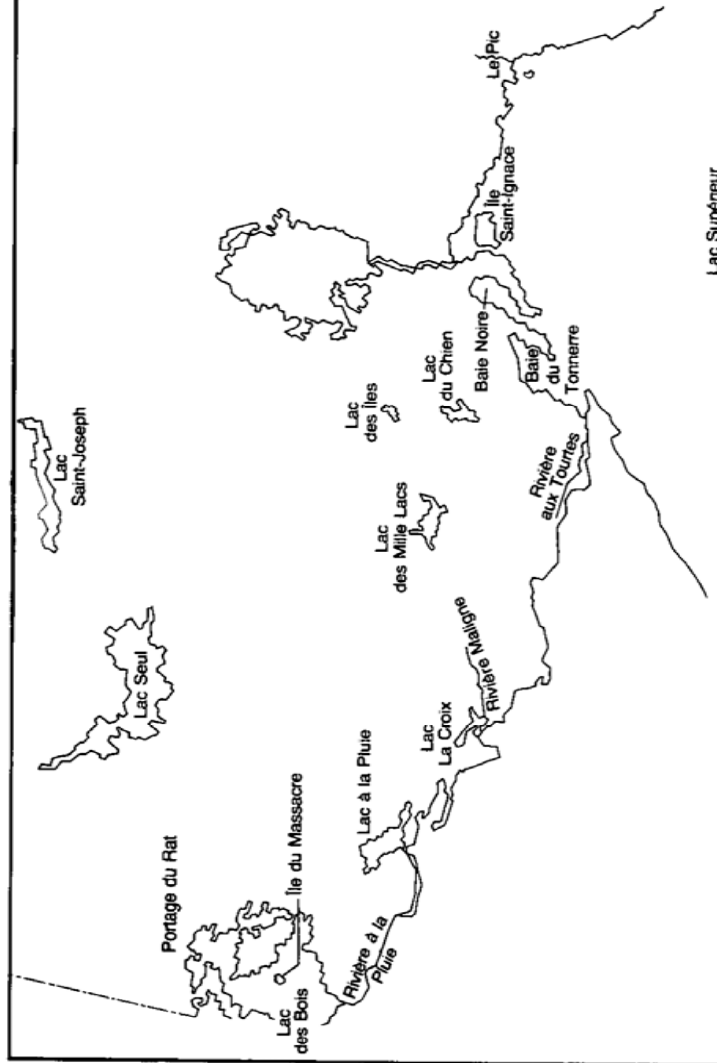 Lac
Saint-Joseph
Lac Seul
Portage du Rat
Île du Massacre
Lac
des Bois
Rivière à la
Pluie
Lac à la Pluie
Lac
La Croix
Rivière Maligne
Lac
des Mille Lacs
Lac
des Îles
Lac
du Chien
Baie Noire
Baie
du
Tonnerre
Rivière
aux Tourtes
Île
Saint-Ignace
Le Pic
Lac Supérieur